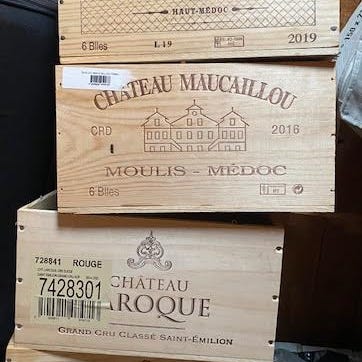 HAUT-MÉDOC
6 Blles L 19 2019
CHATEAU MAUCAILLOU
CRD 2016
MOULIS - MÉDOC
6 Blles
728841 ROUGE
7428301
CHÂTEAU
AROQUE
GRAND CRU CLASSÉ SAINT-ÉMILION